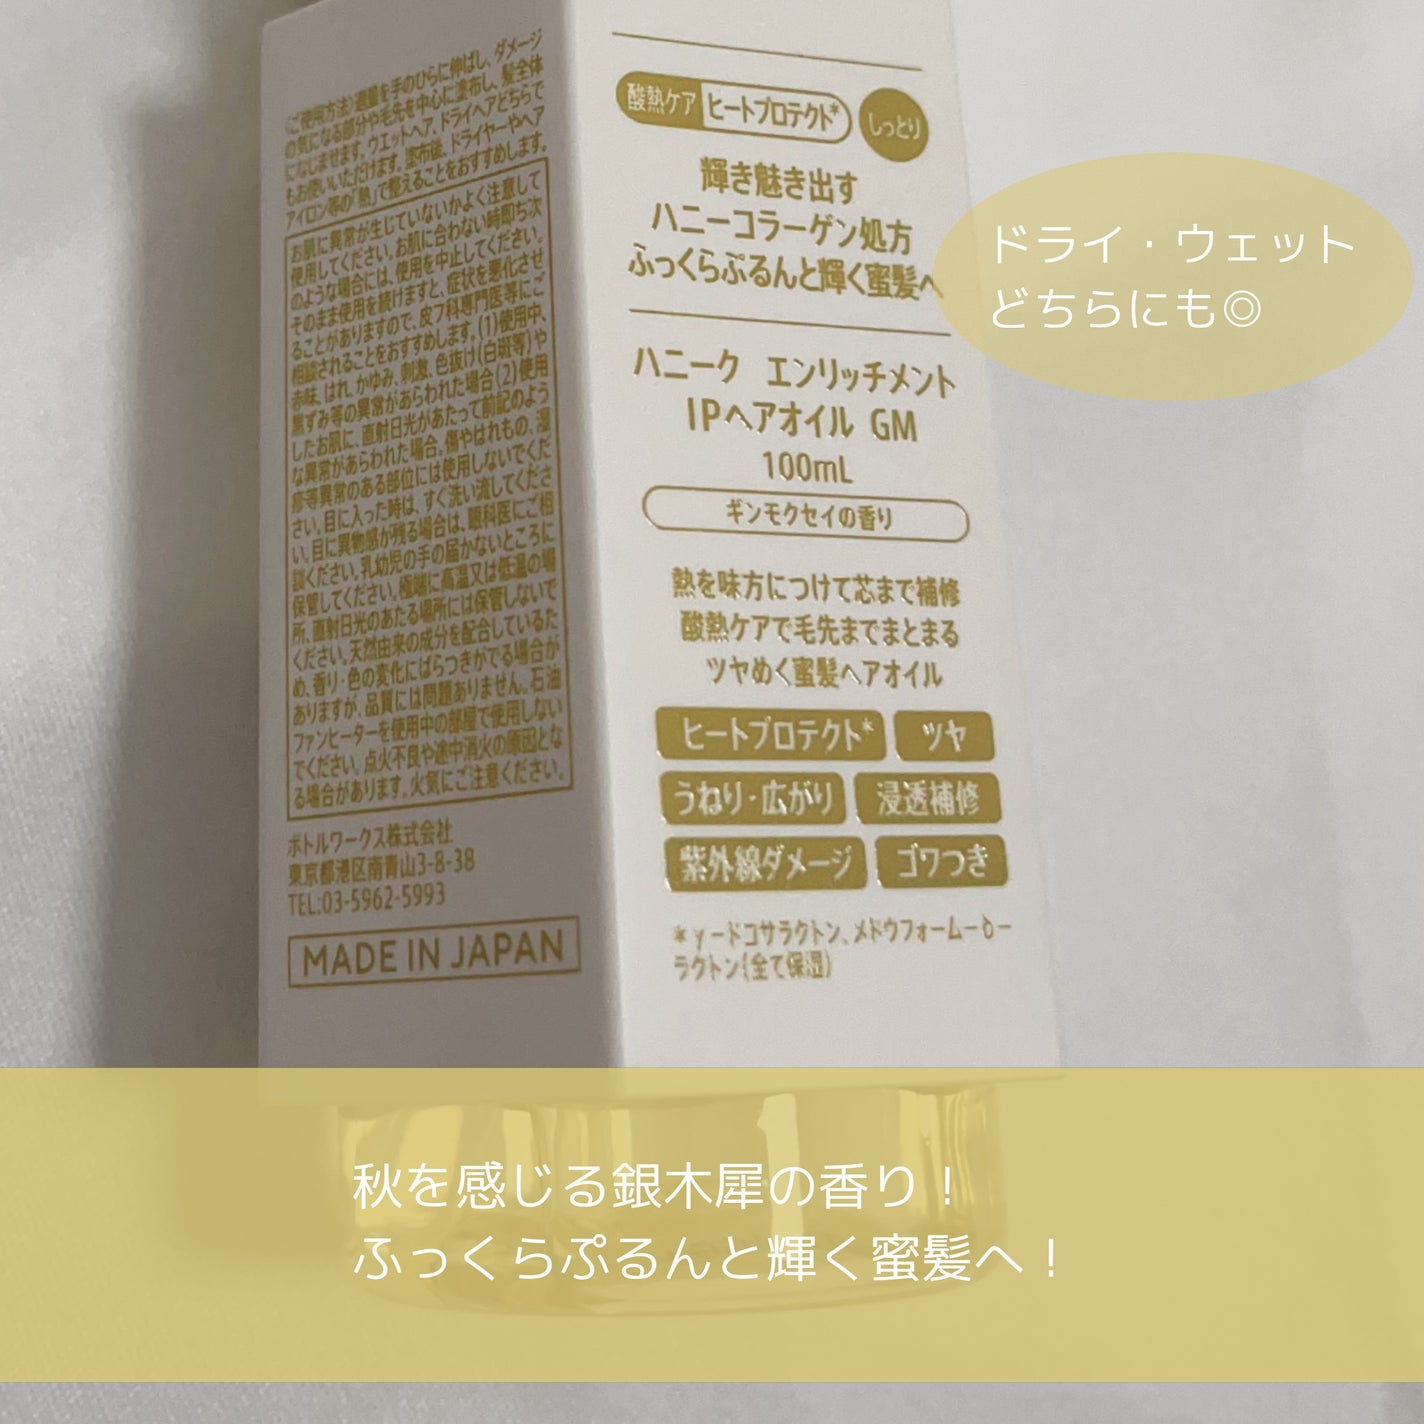 〈ご使用方法〉適量を手のひらに伸ばし、ダメージ
の気になる部分や毛先を中心に塗布し、髪全体
になじませます。ウエットヘア、ドライヘアどちらで
もお使いいただけます。塗布後、ドライヤーやヘア
アイロン等の「熱」で整えることをおすすめします。
お肌に異常が生じていないかよく注意して
使用してください。お肌に合わない時即ち次
のような場合には、使用を中止してください。
そのまま使用を続けますと、症状を悪化させ
ることがありますので、皮フ科専門医等にご
相談されることをおすすめします。(1)使用中、
赤味、はれ、かゆみ、刺激、色抜け(白斑等)や
黒ずみ等の異常があらわれた場合(2)使用
したお肌に、直射日光があたって前記のよう
な異常があらわれた場合。傷やはれもの、湿
疹等異常のある部位には使用しないでくだ
さい。目に入った時は、すぐ洗い流してくださ
い。目に異物感が残る場合は、眼科医にご相
談ください。乳幼児の手の届かないところに
保管してください。極端に高温又は低温の場
所、直射日光のあたる場所には保管しないで
ください。天然由来の成分を配合しているた
め、香り・色の変化にばらつきがでる場合が
ありますが、品質には問題ありません。石油
ファンヒーターを使用中の部屋で使用しない
でください。点火不良や途中消火の原因とな
る場合があります。火気にご注意ください。
ボトルワークス株式会社
東京都港区南青山3-8-38
TEL:03-5962-5993
MADE IN JAPAN
酸熱ケア ヒートプロテクト* しっとり
輝き魅き出す
ハニーコラーゲン処方
ふっくらぷるんと輝く蜜髪へ
ハニーク エンリッチメント
IPヘアオイル GM
100mL
ギンモクセイの香り
熱を味方につけて芯まで補修
酸熱ケアで毛先までまとまる
ツヤめく蜜髪ヘアオイル
ヒートプロテクト* ツヤ
うねり・広がり 浸透補修
紫外線ダメージ ゴワつき
*γ-ドコサラクトン、メドウフォーム-δ-
ラクトン(全て保湿)
ドライ・ウェット
どちらにも◎
秋を感じる銀木犀の香り！
ふっくらぷるんと輝く蜜髪へ！